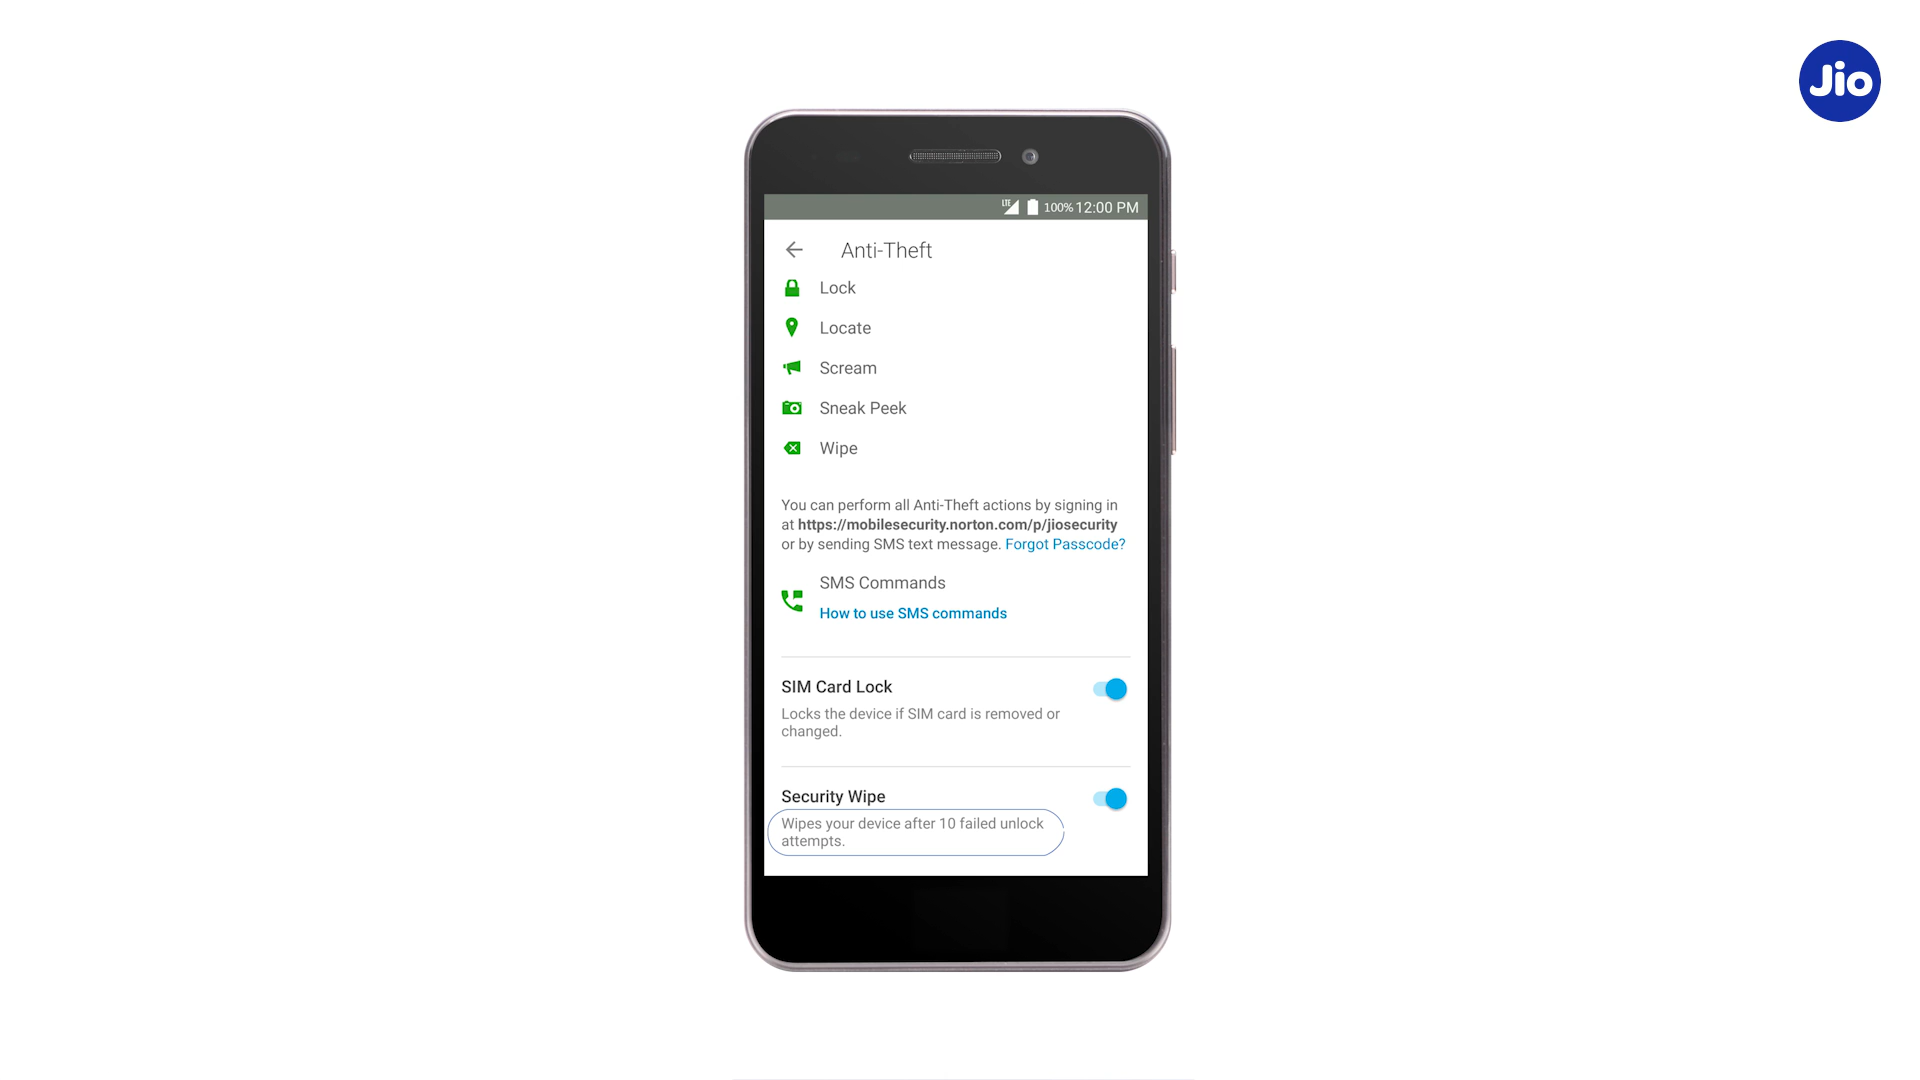 Jio
LTE 100% 12:00 PM
Anti-Theft
Lock
Locate
Scream
Sneak Peek
Wipe
You can perform all Anti-Theft actions by signing in
at https://mobilesecurity.norton.com/p/jiosecurity
or by sending SMS text message. Forgot Passcode?
SMS Commands
How to use SMS commands
SIM Card Lock
Locks the device if SIM card is removed or
changed.
Security Wipe
Wipes your device after 10 failed unlock
attempts.